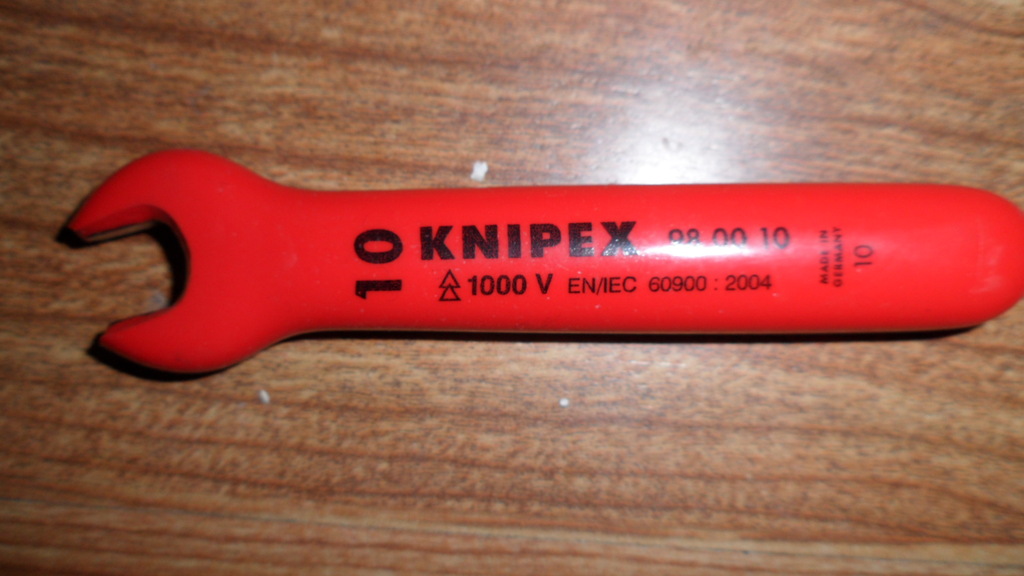 10
KNIPEX 98 00 10
1000 V EN/IEC 60900 : 2004
MADE IN
GERMANY
10